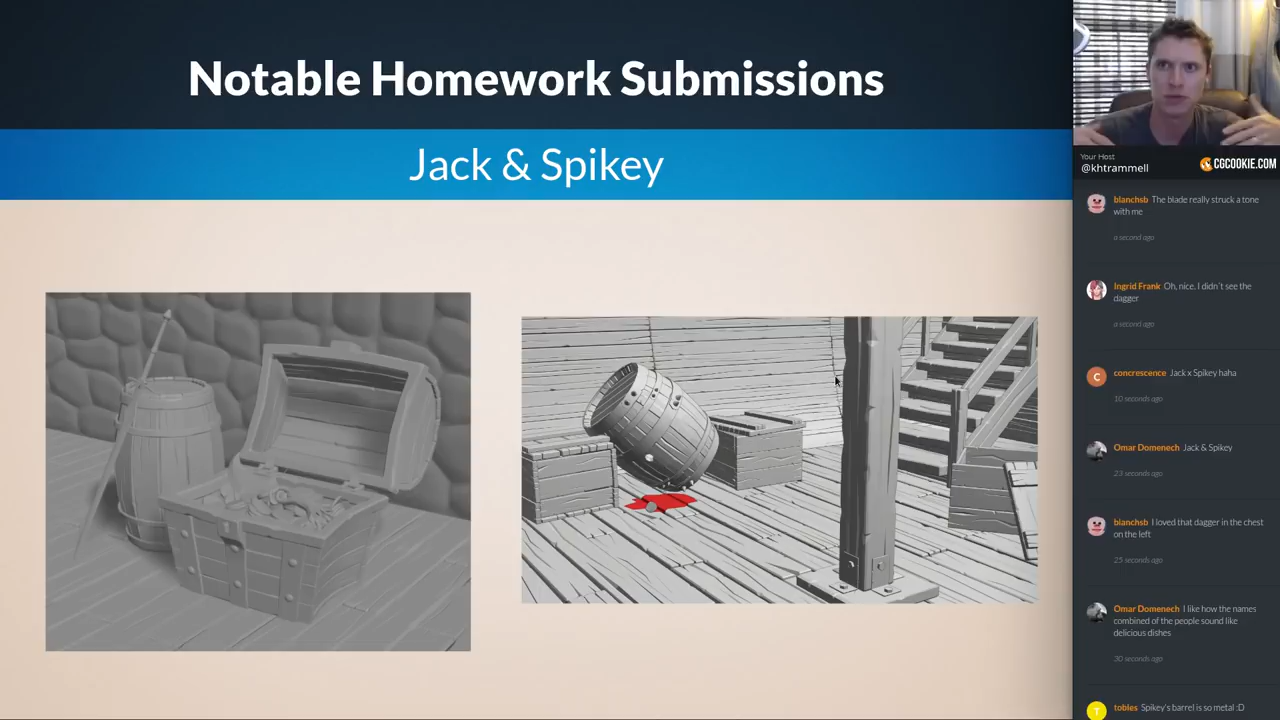 Notable Homework Submissions
Jack & Spikey
Your Host
@khtrammell
CGCOOKIE.COM
blanchsb The blade really struck a tone
with me
a second ago
Ingrid Frank Oh, nice, I didn't see the
dagger
a second ago
C
concrescence Jack x Spikey haha
10 seconds ago
Omar Domenech Jack & Spikey
23 seconds ago
blanchsb I loved that dagger in the chest
on the left
25 seconds ago
Omar Domenech I like how the names
combined of the people sound like
delicious dishes
30 seconds ago
T
tobles Spikey's barrel is so metal :D